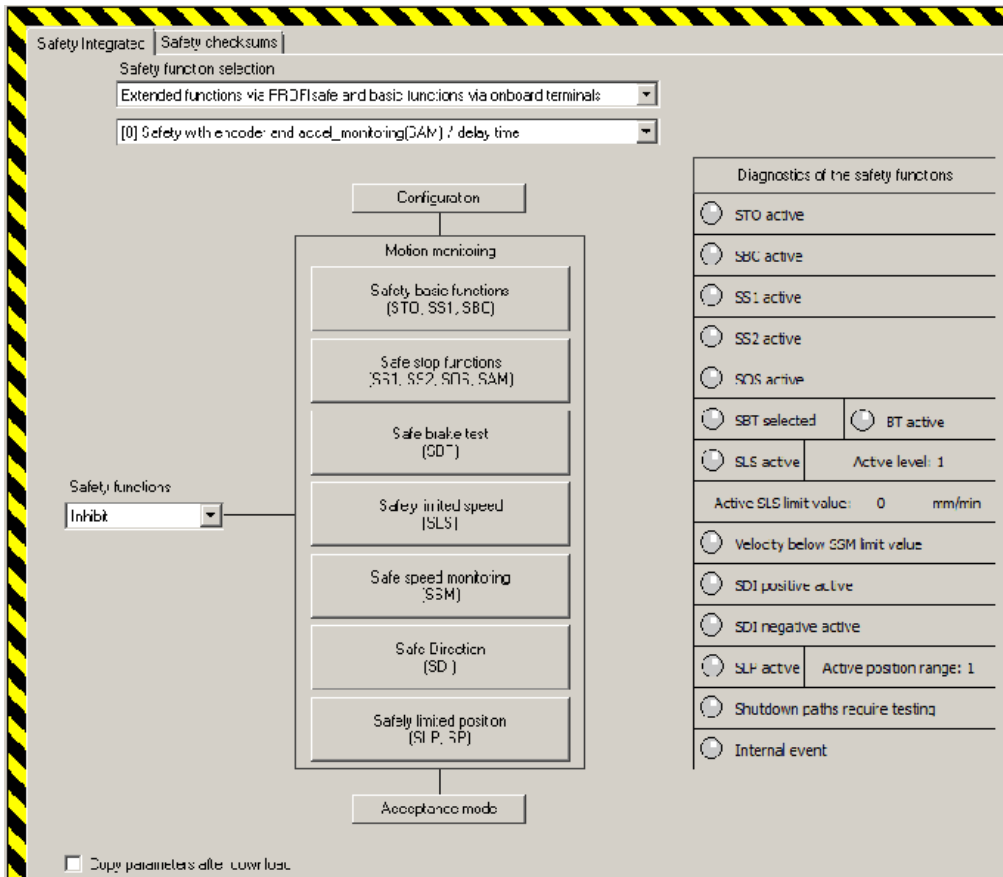 Safety Integrated
Safety checksums
Safety function selection
Extended functions via PROFIsafe and basic functions via onboard terminals
[0] Safety with encoder and accel_monitoring(SAM) / delay time
Configuration
Motion monitoring
Safety basic functions
(STO, SS1, SBC)
Safe stop functions
(SS1, SS2, SOS, SAM)
Safe brake test
(SBT)
Safety functions
Inhibit
Safely limited speed
(SLS)
Safe speed monitoring
(SSM)
Safe Direction
(SDI)
Safely limited position
(SLP, SP)
Acceptance mode
Copy parameters after download
Diagnostics of the safety functions
STO active
SBC active
SS1 active
SS2 active
SOS active
SBT selected
BT active
SLS active
Active level: 1
Active SLS limit value: 0 mm/min
Velocity below SSM limit value
SDI positive active
SDI negative active
SLP active
Active position range: 1
Shutdown paths require testing
Internal event